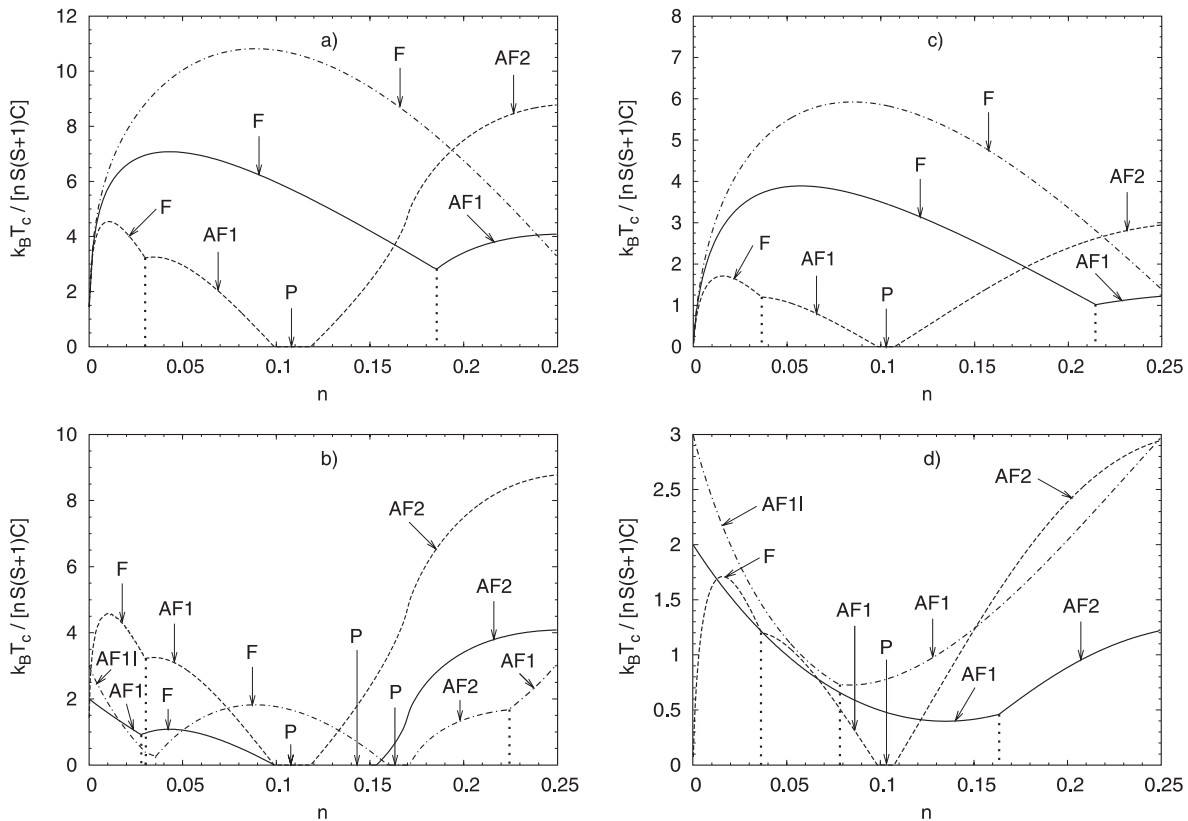 a)
k_BT_c / [nS(S+1)C]
12
10
8
6
4
2
0
F
AF2
F
F
AF1
AF1
P
0
0.05
0.1
0.15
0.2
0.25
n
c)
k_BT_c / [nS(S+1)C]
8
7
6
5
4
3
2
1
0
F
F
AF2
F
AF1
P
AF1
0
0.05
0.1
0.15
0.2
0.25
n
b)
k_BT_c / [nS(S+1)C]
10
8
6
4
2
0
AF2
F
AF1
AF2
AF1I
F
P
AF1
AF1
F
P
AF2
P
0
0.05
0.1
0.15
0.2
0.25
n
d)
k_BT_c / [nS(S+1)C]
3
2.5
2
1.5
1
0.5
0
AF2
AF1I
F
AF1
AF1
P
AF2
AF1
0
0.05
0.1
0.15
0.2
0.25
n